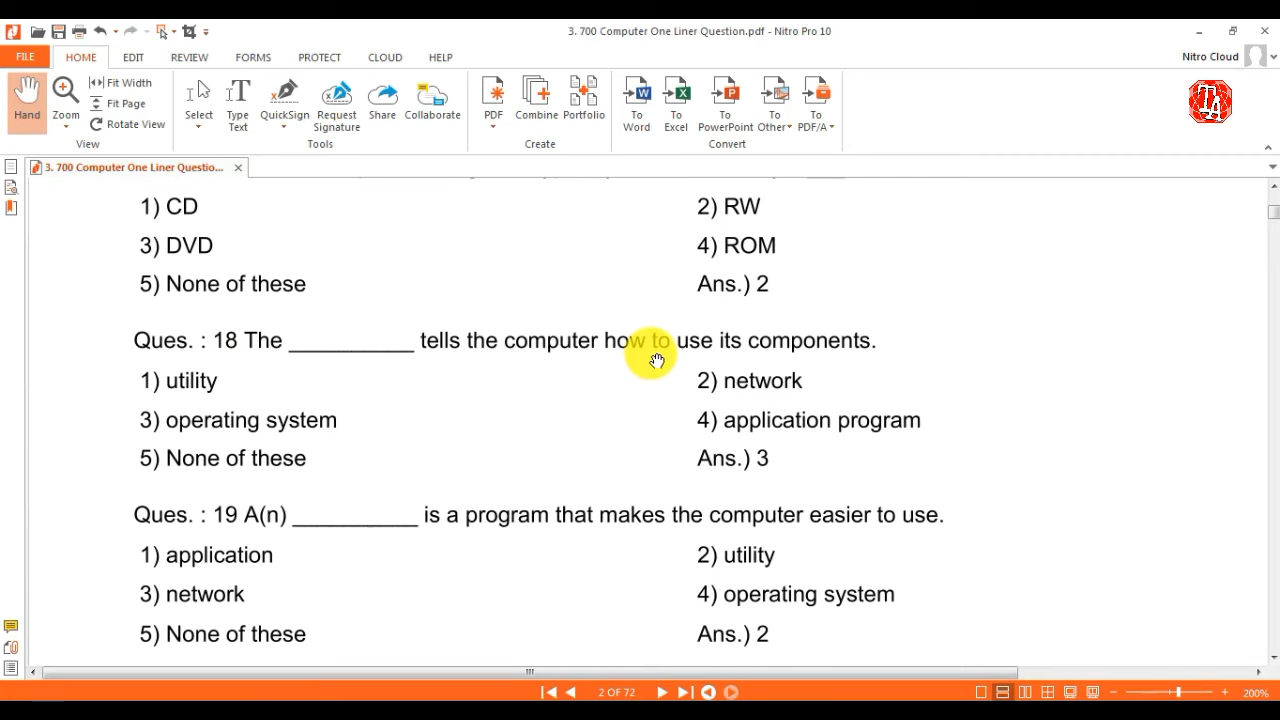 3. 700 Computer One Liner Question.pdf - Nitro Pro 10
FILE HOME EDIT REVIEW FORMS PROTECT CLOUD HELP Nitro Cloud
Hand Zoom Fit Width Fit Page Rotate View Select Type Text QuickSign Request Signature Share Collaborate PDF Combine Portfolio To Word To Excel To PowerPoint To Other To PDF/A
View Tools Create Convert
3. 700 Computer One Liner Questio...
1) CD 2) RW
3) DVD 4) ROM
5) None of these Ans.) 2
Ques. : 18 The __________ tells the computer how to use its components.
1) utility 2) network
3) operating system 4) application program
5) None of these Ans.) 3
Ques. : 19 A(n) __________ is a program that makes the computer easier to use.
1) application 2) utility
3) network 4) operating system
5) None of these Ans.) 2
2 OF 72 200%